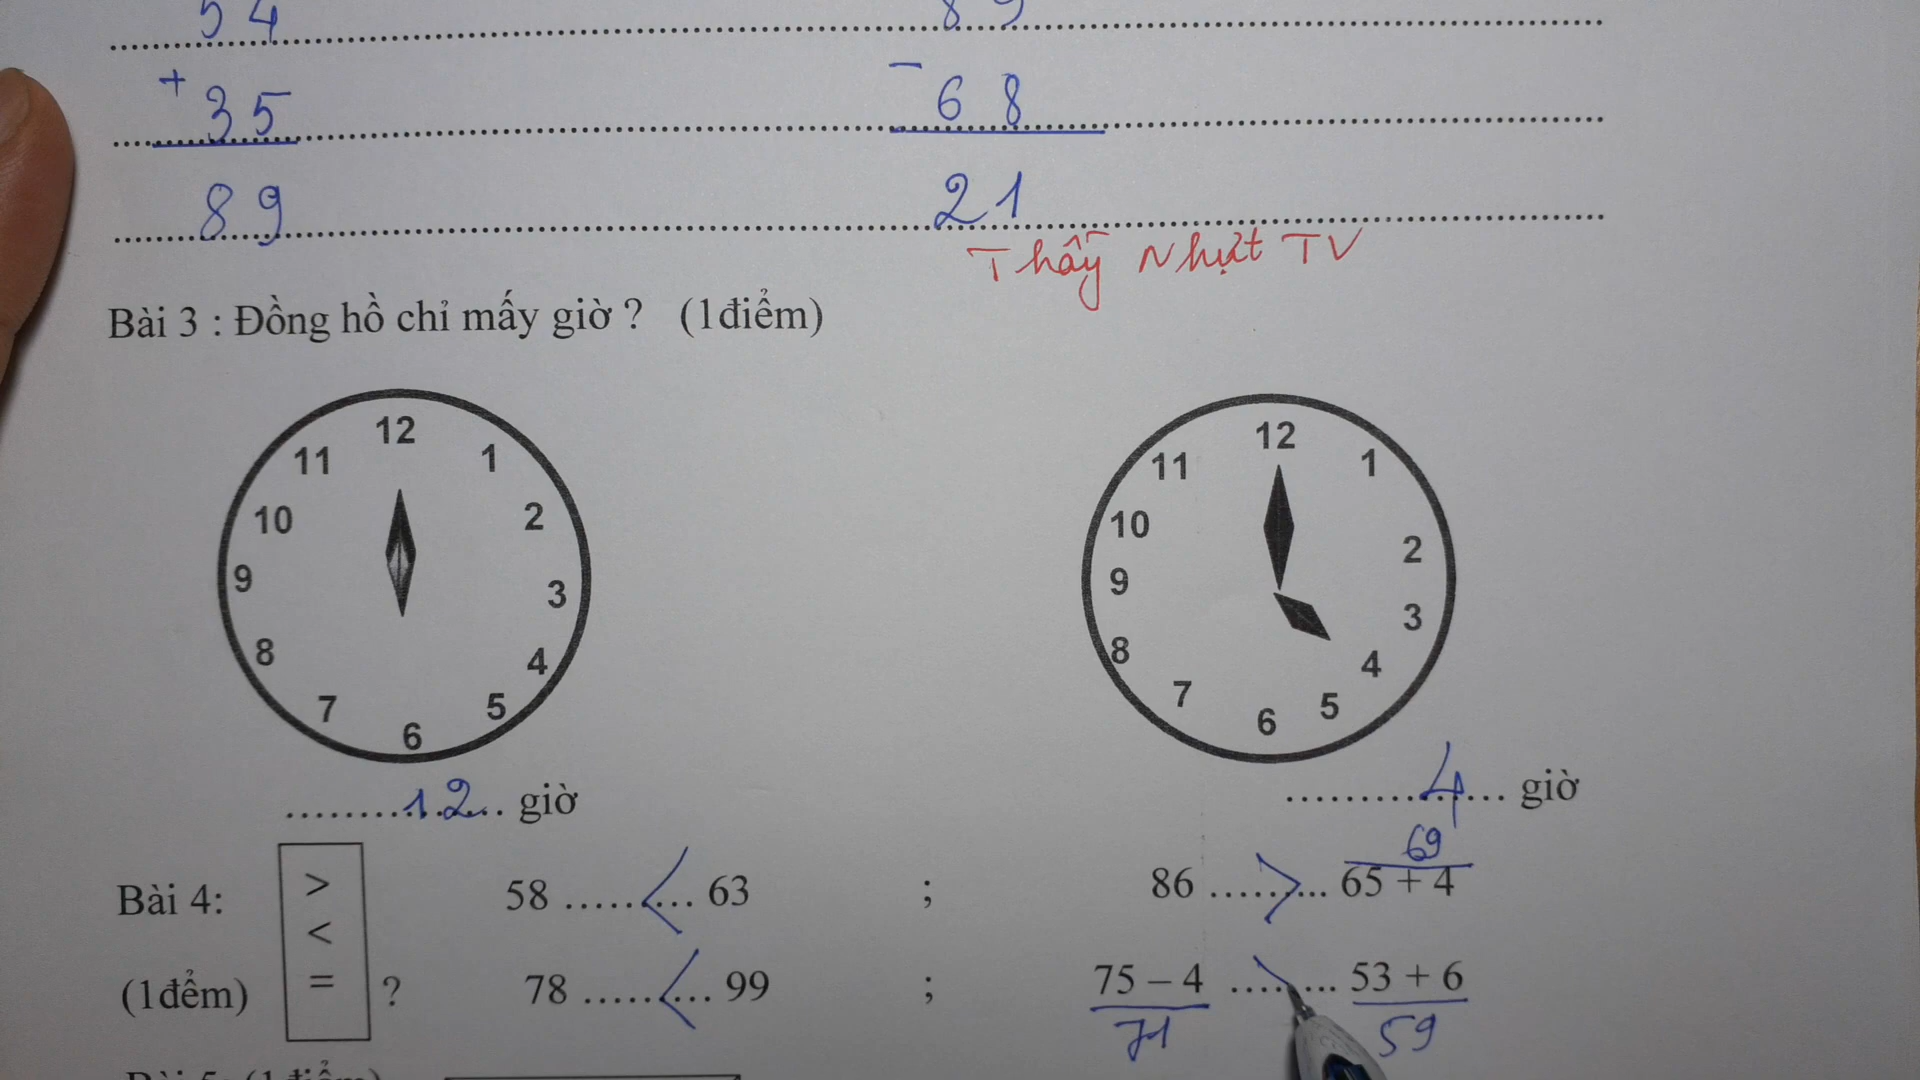 54 89
+ 35 - 68
89 21
Thầy Nhựt TV
Bài 3 : Đồng hồ chỉ mấy giờ ? (1điểm)
12 1 2 3 4 5 6 7 8 9 10 11
12 1 2 3 4 5 6 7 8 9 10 11
.........12.. giờ ............4... giờ
69
Bài 4: > 58 ......<... 63 ; 86 ......>... 65 + 4
<
(1đểm) = ? 78 ......<... 99 ; 75 – 4 ......... 53 + 6
71 59